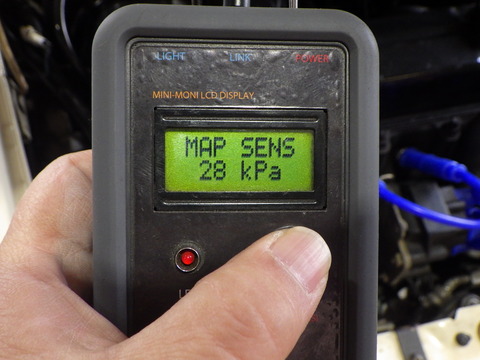 LIGHT LINK POWER
MINI-MONI LCD DISPLAY
MAP SENS
28 kPa